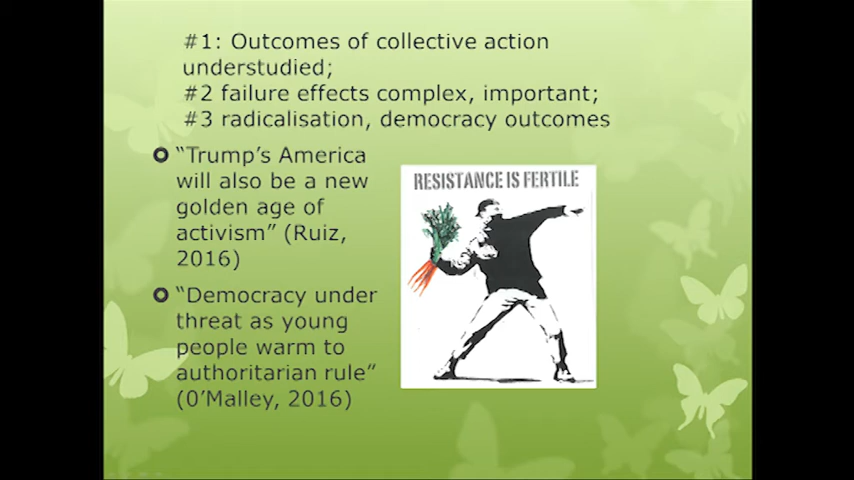 #1: Outcomes of collective action
understudied;
#2 failure effects complex, important;
#3 radicalisation, democracy outcomes
“Trump’s America
will also be a new
golden age of
activism” (Ruiz,
2016)
“Democracy under
threat as young
people warm to
authoritarian rule”
(0’Malley, 2016)
RESISTANCE IS FERTILE